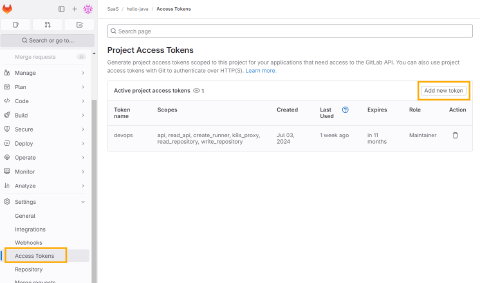 SaaS / hello-java / Access Tokens
Search or go to...
Search page
Merge requests
Manage
Plan
Code
Build
Secure
Deploy
Operate
Monitor
Analyze
Settings
General
Integrations
Webhooks
Access Tokens
Repository
Merge requests
Project Access Tokens
Generate project access tokens scoped to this project for your applications that need access to the GitLab API. You can also use project
access tokens with Git to authenticate over HTTP(S). Learn more.
Active project access tokens 1
Add new token
Token name Scopes Created Last Used Expires Role Action
devops api, read_api, create_runner, k8s_proxy, read_repository, write_repository Jul 03, 2024 1 week ago in 11 months Maintainer